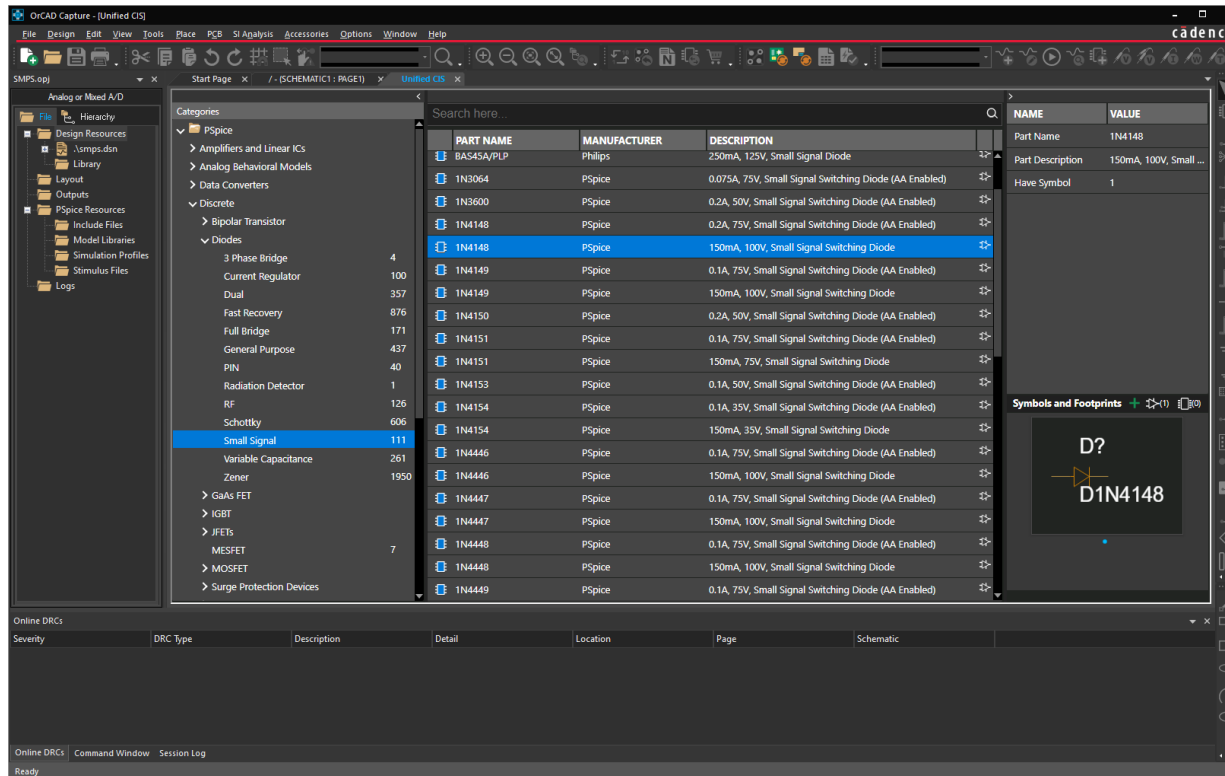 OrCAD Capture - [Unified CIS]
File Design Edit View Tools Place PCB SI Analysis Accessories Options Window Help
cādenc
SMPS.opj
Start Page / - (SCHEMATIC1 : PAGE1) Unified CIS
Analog or Mixed A/D
File Hierarchy
Design Resources
.\smps.dsn
Library
Layout
Outputs
PSpice Resources
Include Files
Model Libraries
Simulation Profiles
Stimulus Files
Logs
Categories
PSpice
Amplifiers and Linear ICs
Analog Behavioral Models
Data Converters
Discrete
Bipolar Transistor
Diodes
3 Phase Bridge 4
Current Regulator 100
Dual 357
Fast Recovery 876
Full Bridge 171
General Purpose 437
PIN 40
Radiation Detector 1
RF 126
Schottky 606
Small Signal 111
Variable Capacitance 261
Zener 1950
GaAs FET
IGBT
JFETs
MESFET 7
MOSFET
Surge Protection Devices
Search here...
PART NAME MANUFACTURER DESCRIPTION
BAS45A/PLP Philips 250mA, 125V, Small Signal Diode
1N3064 PSpice 0.075A, 75V, Small Signal Switching Diode (AA Enabled)
1N3600 PSpice 0.2A, 50V, Small Signal Switching Diode (AA Enabled)
1N4148 PSpice 0.2A, 75V, Small Signal Switching Diode (AA Enabled)
1N4148 PSpice 150mA, 100V, Small Signal Switching Diode
1N4149 PSpice 0.1A, 75V, Small Signal Switching Diode (AA Enabled)
1N4149 PSpice 150mA, 100V, Small Signal Switching Diode
1N4150 PSpice 0.2A, 50V, Small Signal Switching Diode (AA Enabled)
1N4151 PSpice 0.1A, 75V, Small Signal Switching Diode (AA Enabled)
1N4151 PSpice 150mA, 75V, Small Signal Switching Diode
1N4153 PSpice 0.1A, 50V, Small Signal Switching Diode (AA Enabled)
1N4154 PSpice 0.1A, 35V, Small Signal Switching Diode (AA Enabled)
1N4154 PSpice 150mA, 35V, Small Signal Switching Diode
1N4446 PSpice 0.1A, 75V, Small Signal Switching Diode (AA Enabled)
1N4446 PSpice 150mA, 100V, Small Signal Switching Diode
1N4447 PSpice 0.1A, 75V, Small Signal Switching Diode (AA Enabled)
1N4447 PSpice 150mA, 100V, Small Signal Switching Diode
1N4448 PSpice 0.1A, 75V, Small Signal Switching Diode (AA Enabled)
1N4448 PSpice 150mA, 100V, Small Signal Switching Diode
1N4449 PSpice 0.1A, 75V, Small Signal Switching Diode (AA Enabled)
NAME VALUE
Part Name 1N4148
Part Description 150mA, 100V, Small ...
Have Symbol 1
Symbols and Footprints (1) (0)
D?
D1N4148
Online DRCs
Severity DRC Type Description Detail Location Page Schematic
Online DRCs Command Window Session Log
Ready